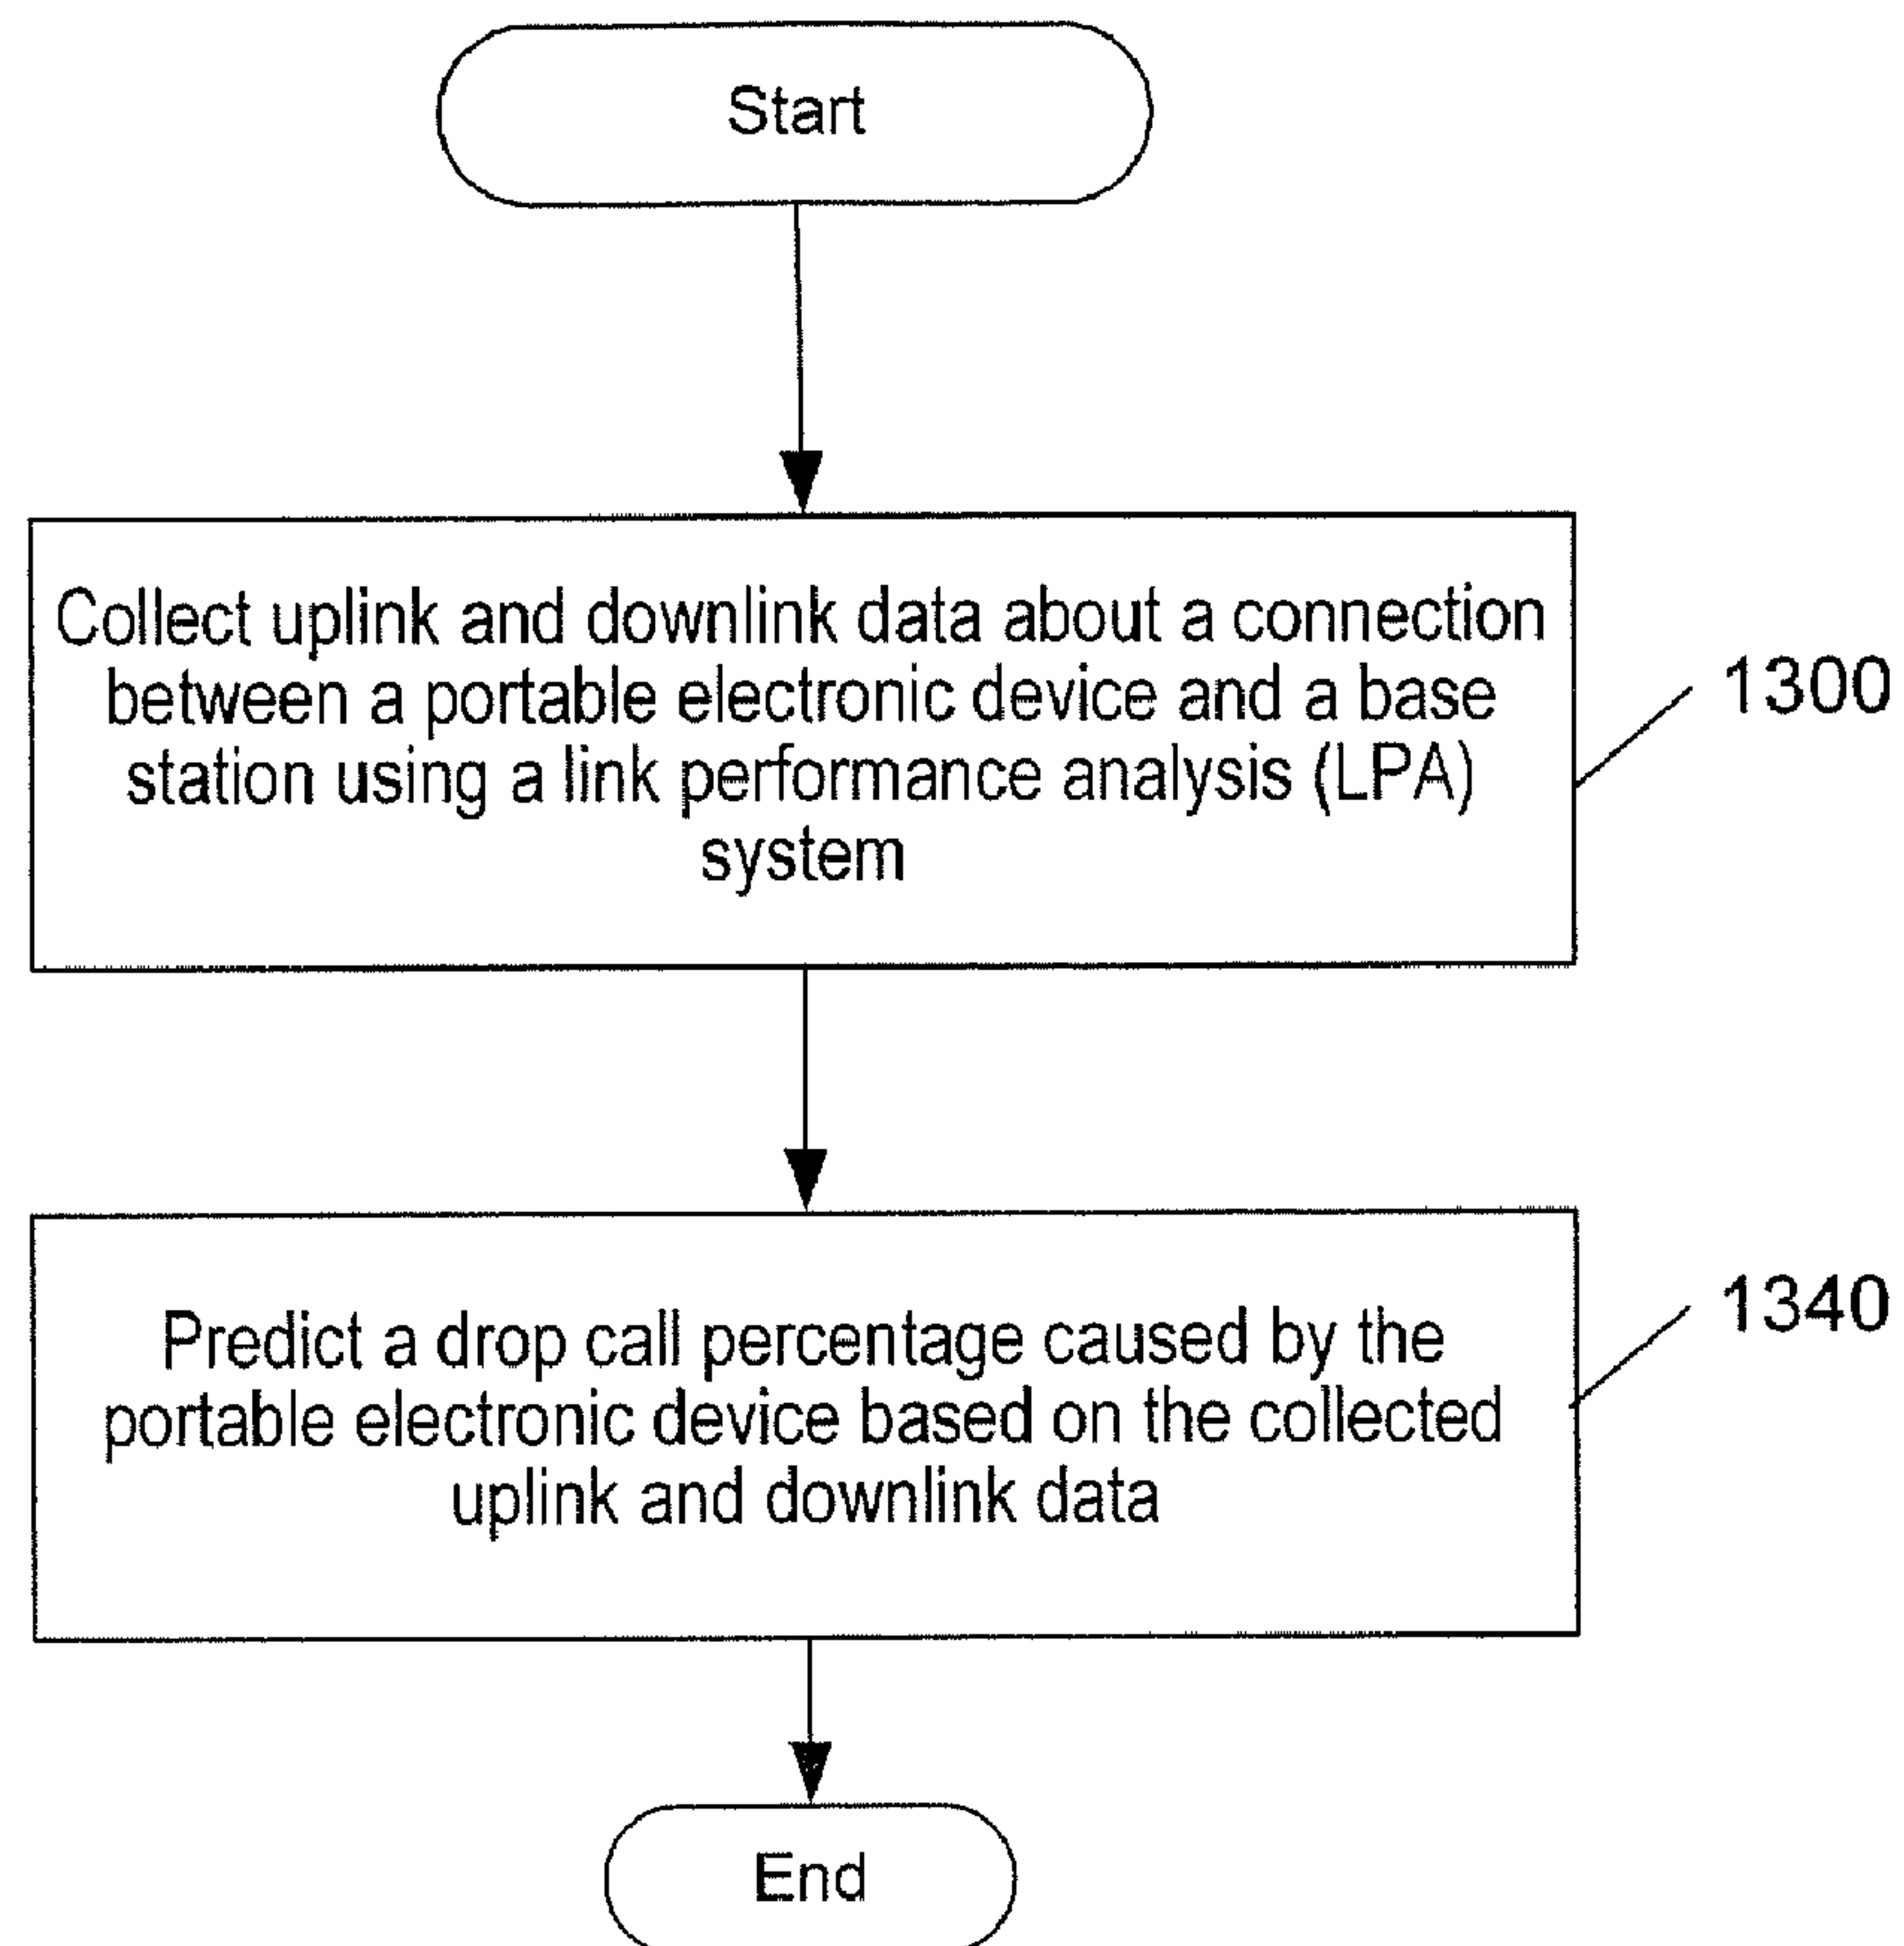 Start
Collect uplink and downlink data about a connection
between a portable electronic device and a base
station using a link performance analysis (LPA)
system
1300
Predict a drop call percentage caused by the
portable electronic device based on the collected
uplink and downlink data
1340
End